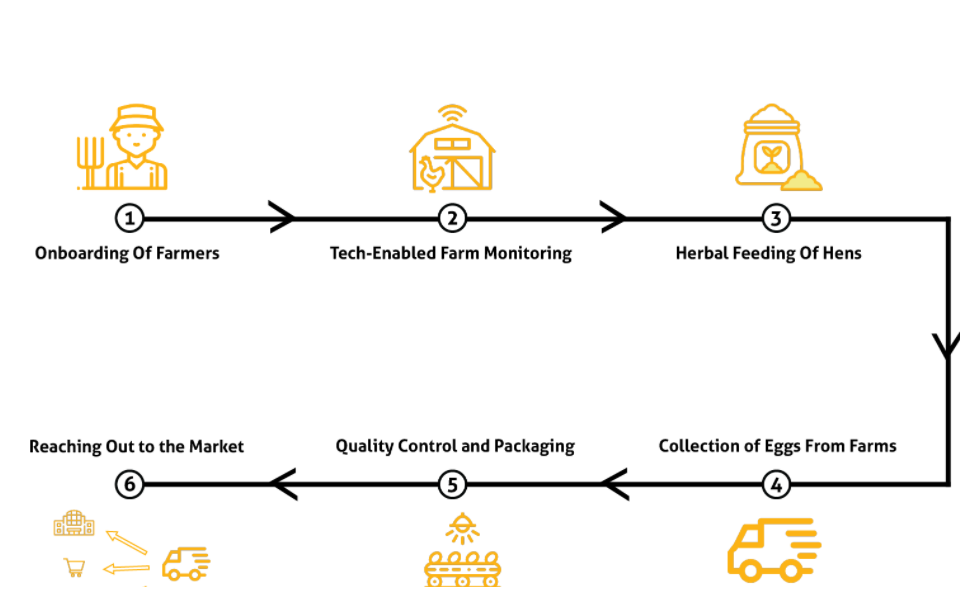 1
2
3
Onboarding Of Farmers
Tech-Enabled Farm Monitoring
Herbal Feeding Of Hens
Reaching Out to the Market
Quality Control and Packaging
Collection of Eggs From Farms
6
5
4